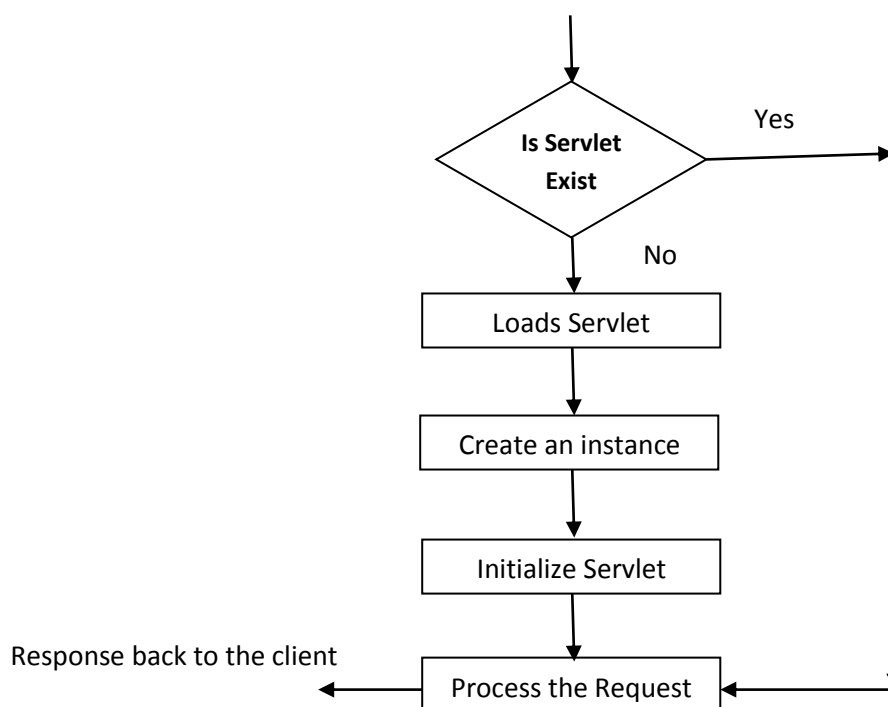 Yes
Is Servlet
Exist
No
Loads Servlet
Create an instance
Initialize Servlet
Response back to the client
Process the Request